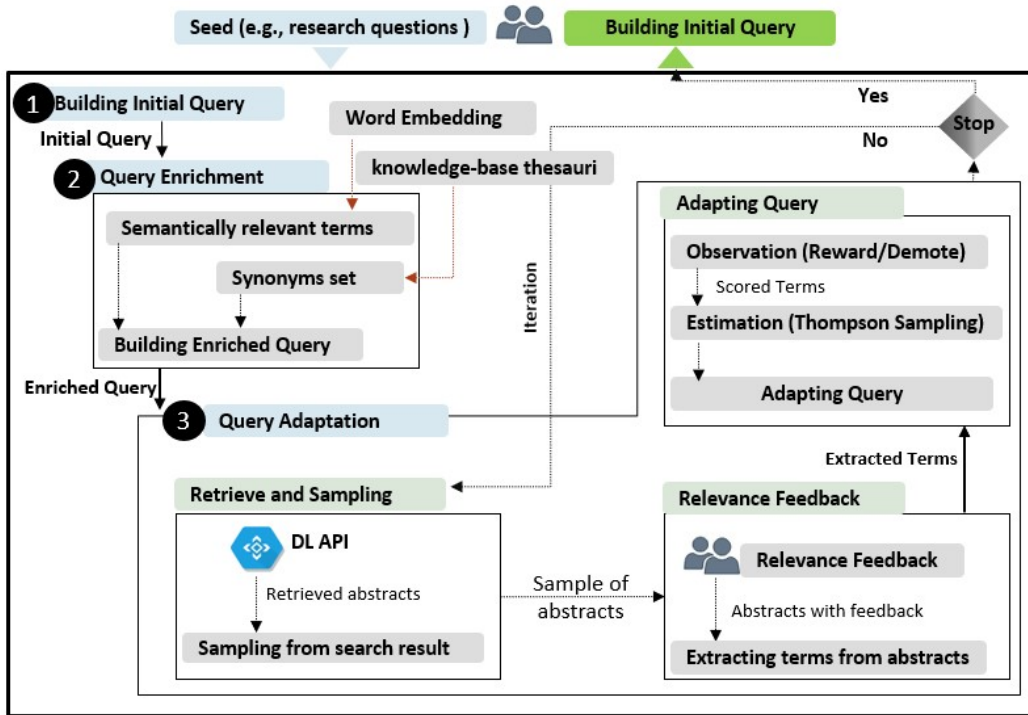 Seed (e.g., research questions )
Building Initial Query
1
Building Initial Query
Initial Query
Word Embedding
knowledge-base thesauri
2
Query Enrichment
Semantically relevant terms
Synonyms set
Building Enriched Query
Enriched Query
Yes
No
Stop
Iteration
Adapting Query
Observation (Reward/Demote)
Scored Terms
Estimation (Thompson Sampling)
Adapting Query
3
Query Adaptation
Retrieve and Sampling
DL API
Retrieved abstracts
Sampling from search result
Sample of
abstracts
Extracted Terms
Relevance Feedback
Relevance Feedback
Abstracts with feedback
Extracting terms from abstracts